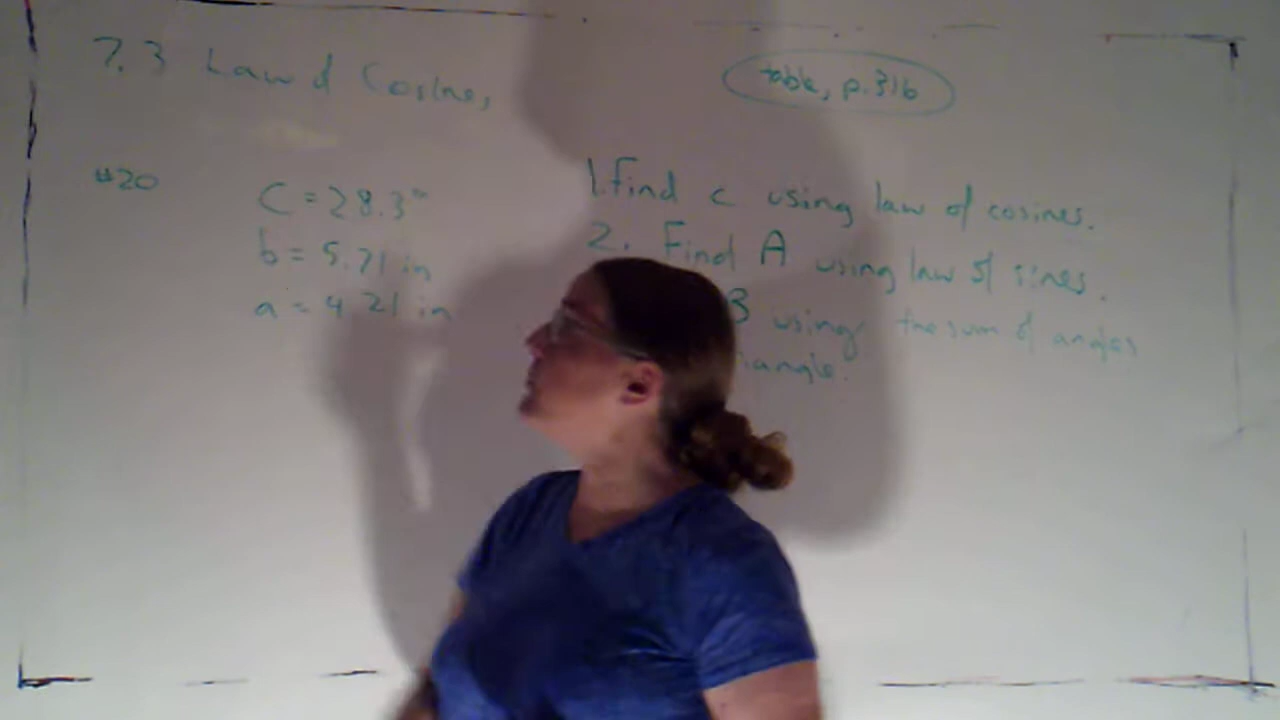 7.3 Law of Cosines
table, p.316
#20
C = 28.3°
b = 5.71 in
a = 4.21 in
1. Find c using law of cosines.
2. Find A using law of sines.
B using the sum of angles
iangle.